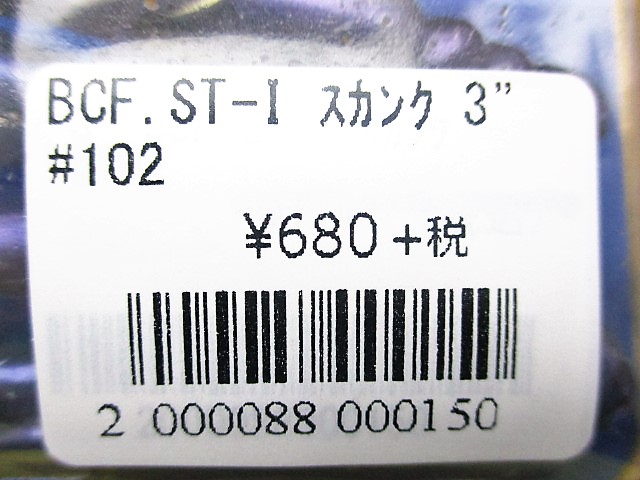 BCF. ST-I ｽｶﾝｸ 3”
#102
¥680 +税
2 000088 000150